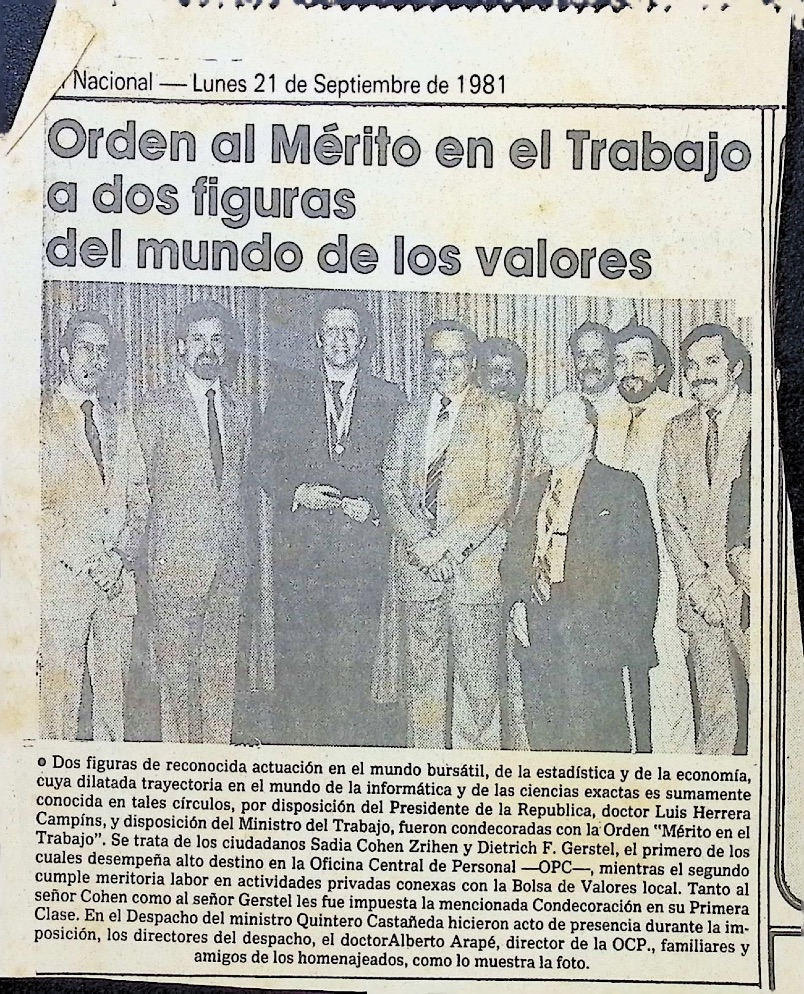 Nacional — Lunes 21 de Septiembre de 1981
Orden al Mérito en el Trabajo
a dos figuras
del mundo de los valores
Dos figuras de reconocida actuación en el mundo bursátil, de la estadística y de la economía,
cuya dilatada trayectoria en el mundo de la informática y de las ciencias exactas es sumamente
conocida en tales círculos, por disposición del Presidente de la Republica, doctor Luis Herrera
Campíns, y disposición del Ministro del Trabajo, fueron condecoradas con la Orden "Mérito en el
Trabajo". Se trata de los ciudadanos Sadia Cohen Zrihen y Dietrich F. Gerstel, el primero de los
cuales desempeña alto destino en la Oficina Central de Personal —OPC—, mientras el segundo
cumple meritoria labor en actividades privadas conexas con la Bolsa de Valores local. Tanto al
señor Cohen como al señor Gerstel les fue impuesta la mencionada Condecoración en su Primera
Clase. En el Despacho del ministro Quintero Castañeda hicieron acto de presencia durante la im-
posición, los directores del despacho, el doctorAlberto Arapé, director de la OCP., familiares y
amigos de los homenajeados, como lo muestra la foto.